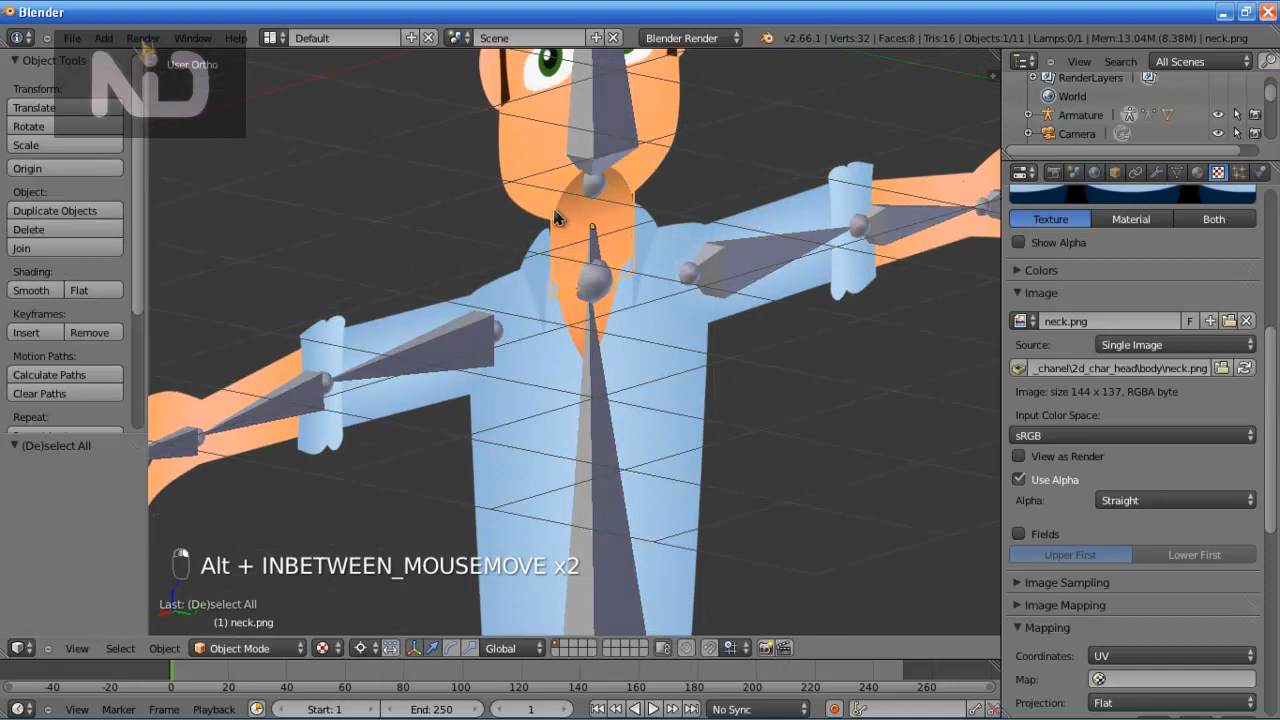 Blender
File Add Render Window Help Default Scene Blender Render v2.66.1 | Verts:32 | Faces:8 | Tris:16 | Objects:1/11 | Lamps:0/1 | Mem:13.04M (8.38M) | neck.png
Object Tools
User Ortho
View Search All Scenes
RenderLayers
World
Armature
Camera
Transform:
Translate
Rotate
Scale
Origin
Object:
Duplicate Objects
Delete
Join
Shading:
Smooth Flat
Keyframes:
Insert Remove
Motion Paths:
Calculate Paths
Clear Paths
Repeat:
(De)select All
ND
Texture Material Both
Show Alpha
Colors
Image
neck.png F
Source: Single Image
_chanel\2d_char_head\body\neck.png
Image: size 144 x 137, RGBA byte
Input Color Space:
sRGB
View as Render
Use Alpha
Alpha: Straight
Fields
Upper First Lower First
Image Sampling
Image Mapping
Mapping
Coordinates: UV
Map:
Projection: Flat
Alt + INBETWEEN_MOUSEMOVE x2
Last: (De)select All
(1) neck.png
View Select Object Object Mode Global
-40 -20 0 20 40 60 80 100 120 140 160 180 200 220 240 260
View Marker Frame Playback Start: 1 End: 250 1 No Sync